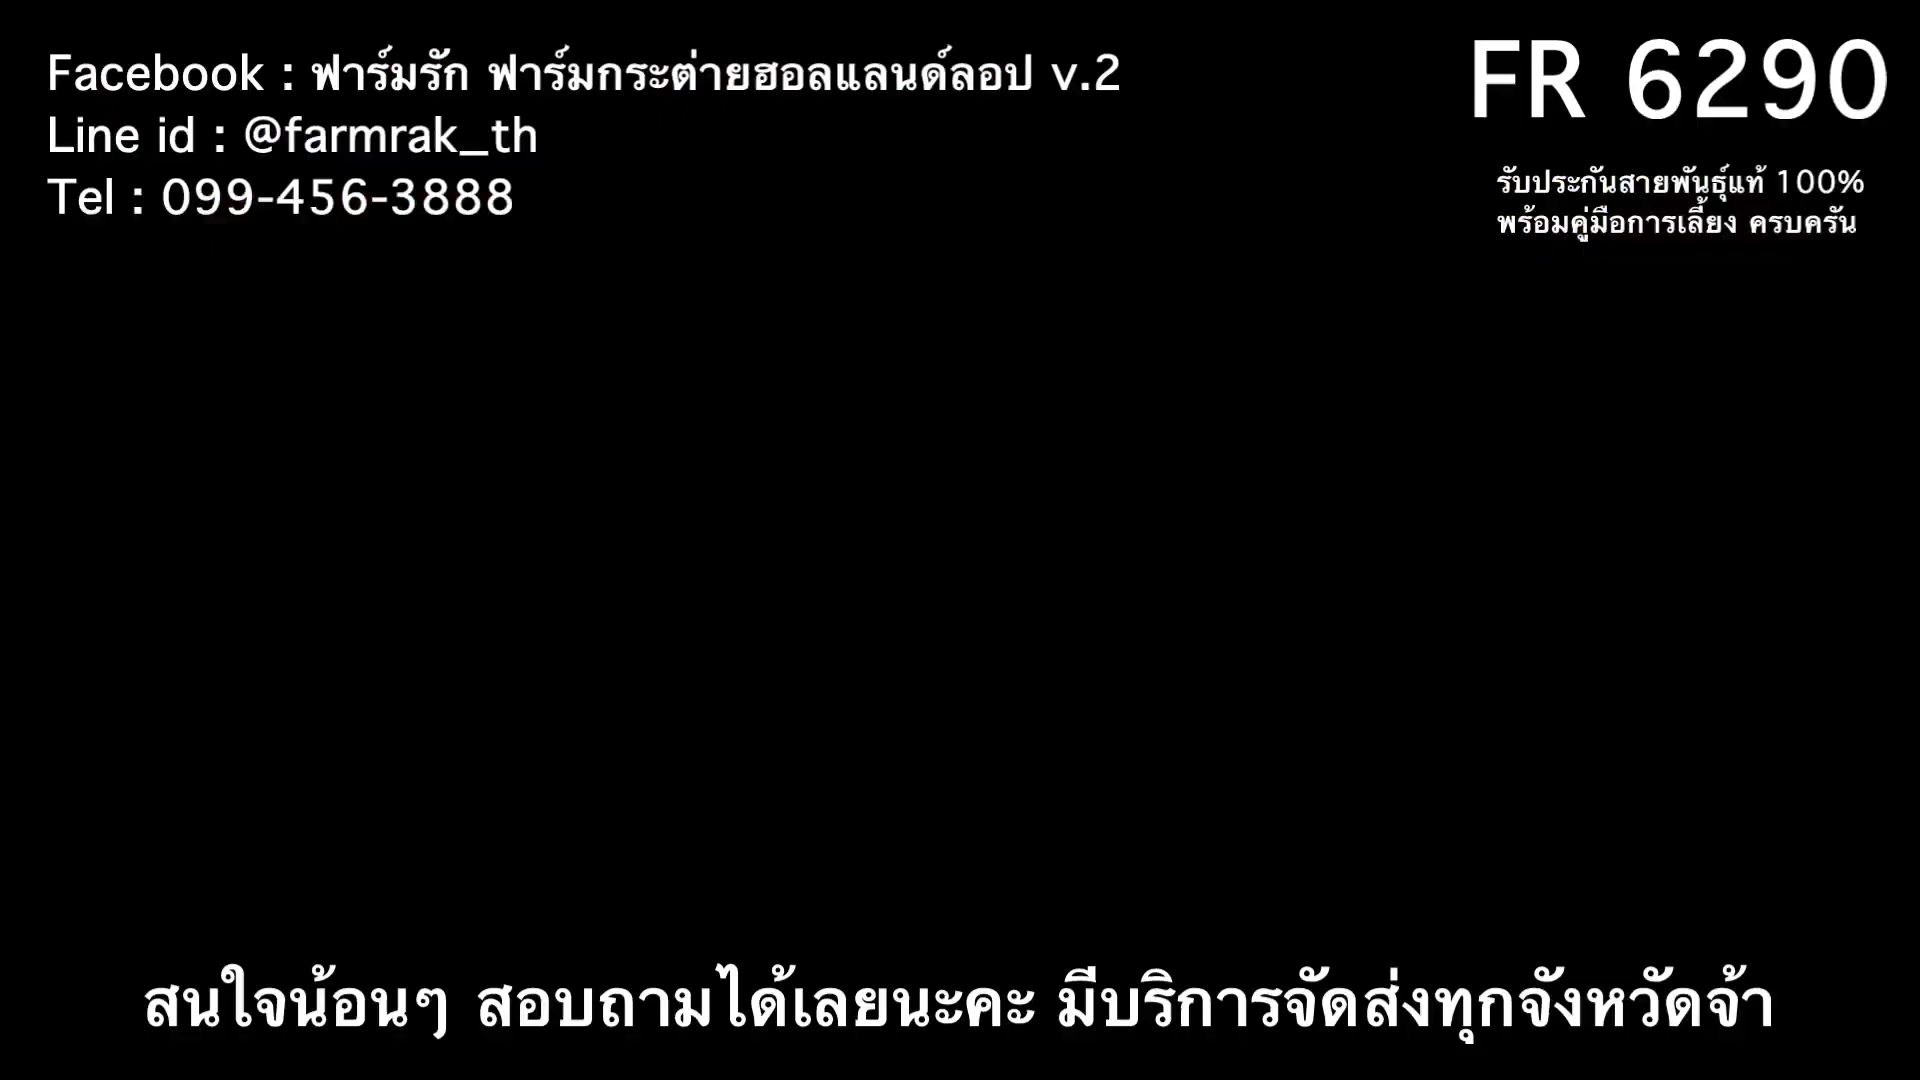 Facebook : ฟาร์มรัก ฟาร์มกระต่ายฮอลแลนด์ลอป v.2
Line id : @farmrak_th
Tel : 099-456-3888
FR 6290
รับประกันสายพันธุ์แท้ 100%
พร้อมคู่มือการเลี้ยง ครบครัน
สนใจน้อนๆ สอบถามได้เลยนะคะ มีบริการจัดส่งทุกจังหวัดจ้า